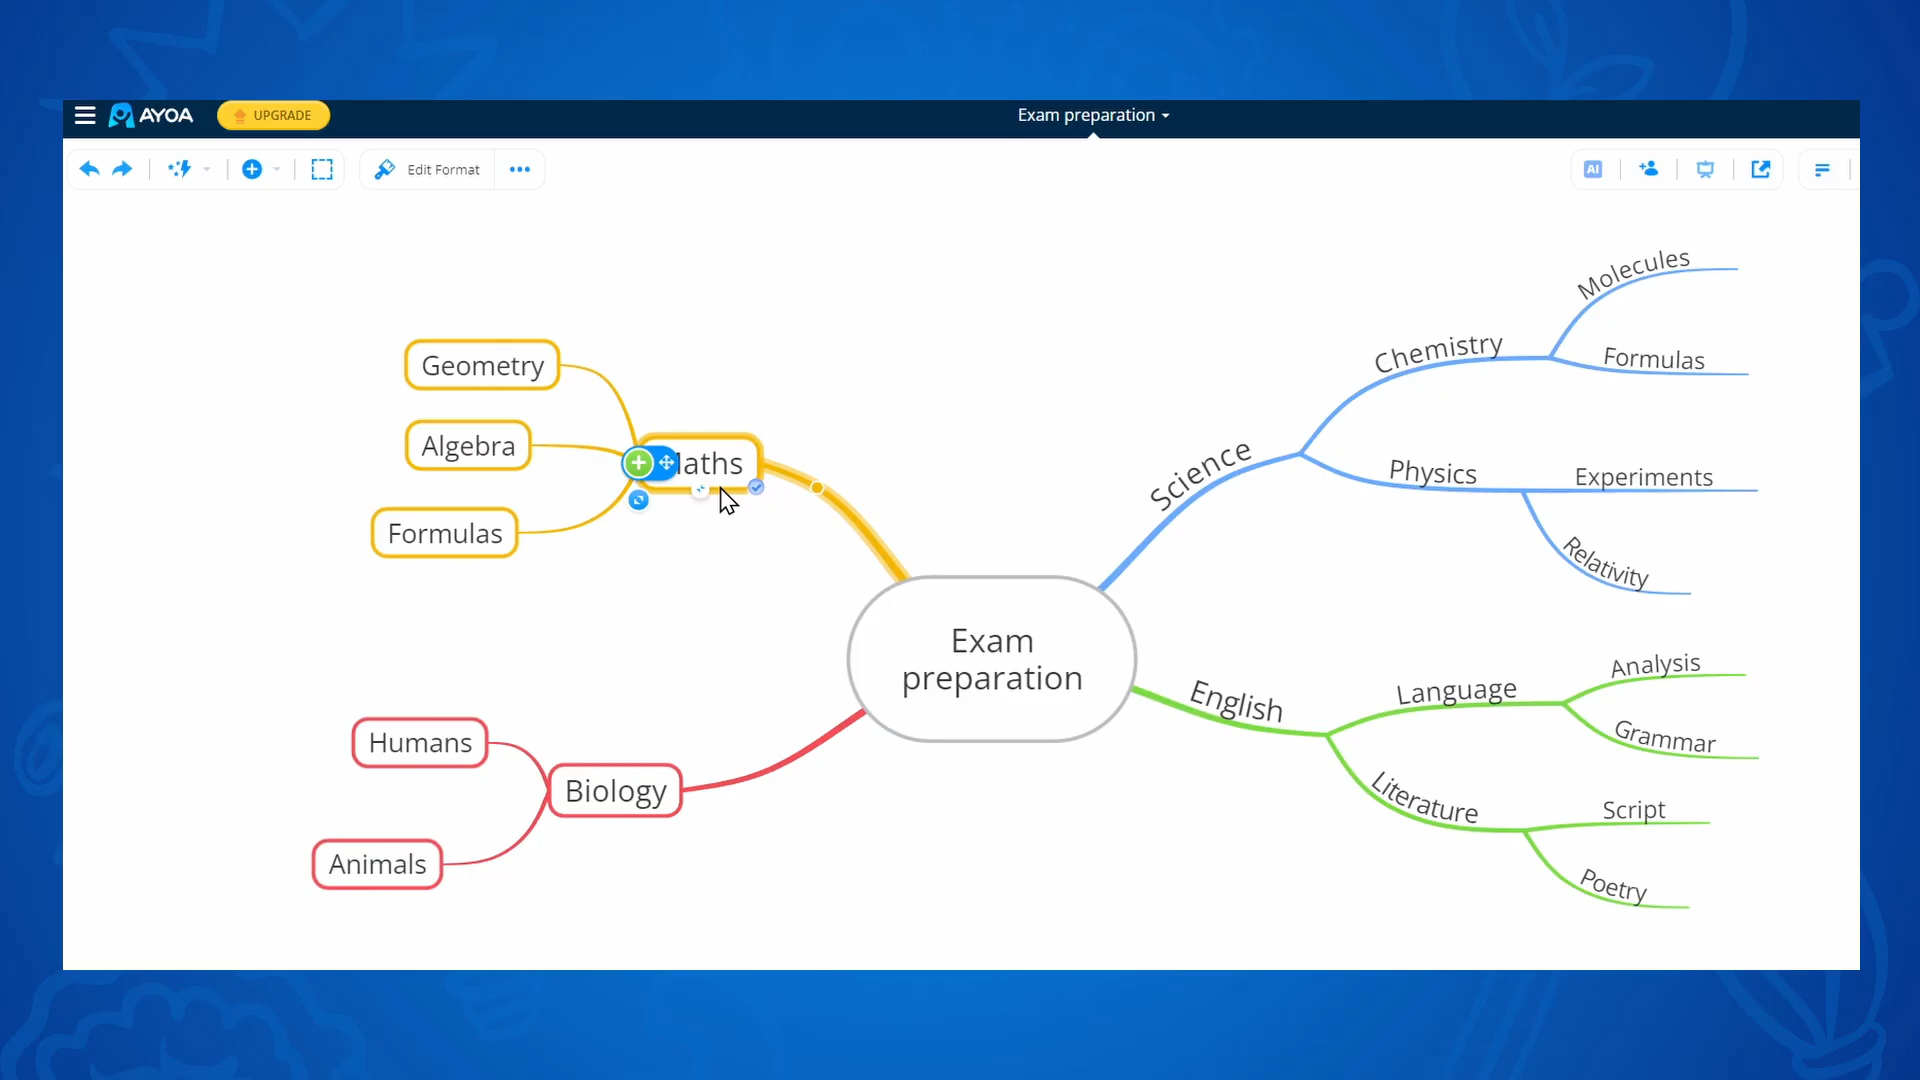 AYOA
UPGRADE
Exam preparation
Edit Format
AI
Molecules
Chemistry
Formulas
Geometry
Algebra
aths
Science
Physics
Experiments
Formulas
Relativity
Exam
preparation
Analysis
English
Language
Grammar
Humans
Biology
Literature
Script
Animals
Poetry